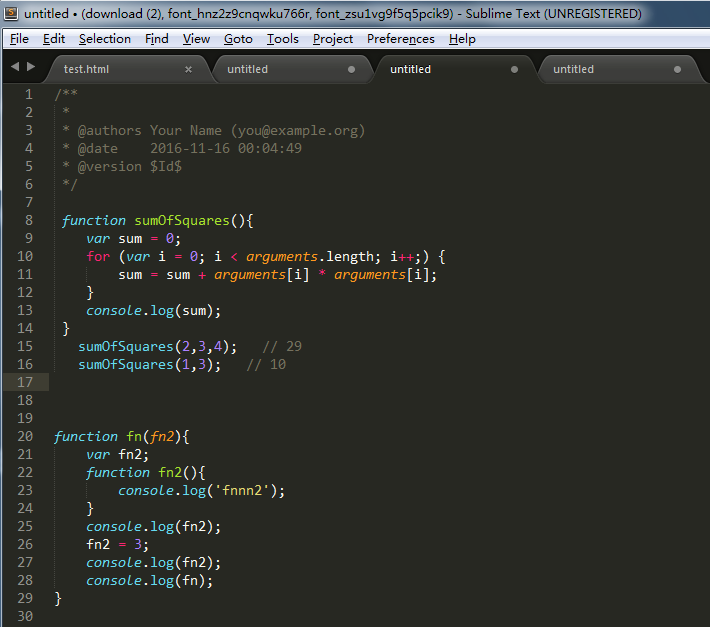 untitled • (download (2), font_hnz2z9cnqwku766r, font_zsu1vg9f5q5pcik9) - Sublime Text (UNREGISTERED)
File Edit Selection Find View Goto Tools Project Preferences Help
test.html × untitled untitled untitled
1 /**
2 *
3 * @authors Your Name (you@example.org)
4 * @date 2016-11-16 00:04:49
5 * @version $Id$
6 */
7
8 function sumOfSquares(){
9 var sum = 0;
10 for (var i = 0; i < arguments.length; i++;) {
11 sum = sum + arguments[i] * arguments[i];
12 }
13 console.log(sum);
14 }
15 sumOfSquares(2,3,4); // 29
16 sumOfSquares(1,3); // 10
17
18
19
20 function fn(fn2){
21 var fn2;
22 function fn2(){
23 console.log('fnnn2');
24 }
25 console.log(fn2);
26 fn2 = 3;
27 console.log(fn2);
28 console.log(fn);
29 }
30